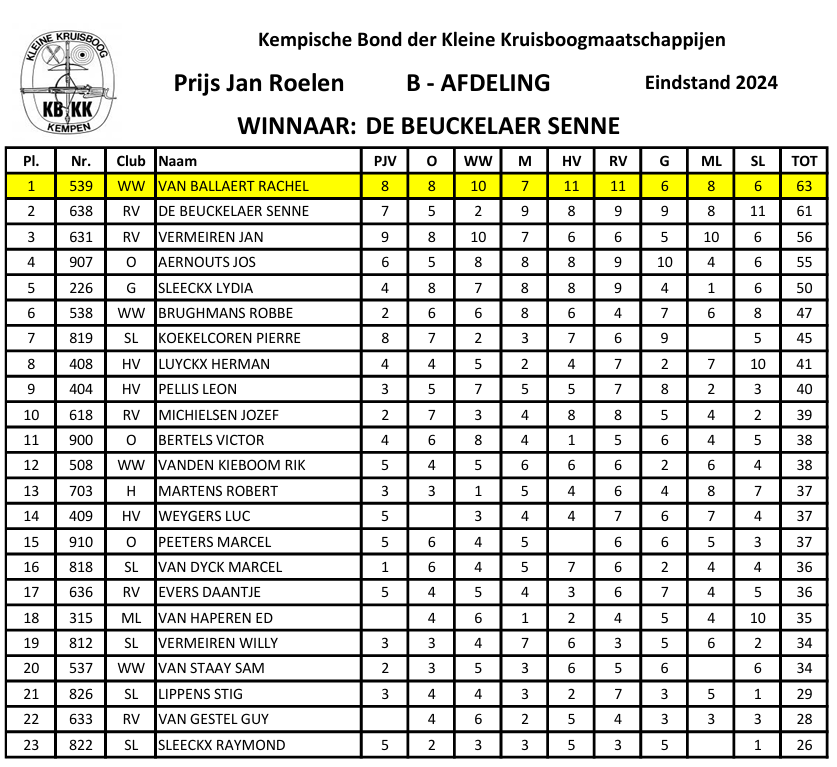 KLEINE KRUISBOOG
KB KK
KEMPEN
Kempische Bond der Kleine Kruisboogmaatschappijen
Prijs Jan Roelen B - AFDELING Eindstand 2024
WINNAAR: DE BEUCKELAER SENNE
Pl. Nr. Club Naam PJV O WW M HV RV G ML SL TOT
1 539 WW VAN BALLAERT RACHEL 8 8 10 7 11 11 6 8 6 63
2 638 RV DE BEUCKELAER SENNE 7 5 2 9 8 9 9 8 11 61
3 631 RV VERMEIREN JAN 9 8 10 7 6 6 5 10 6 56
4 907 O AERNOUTS JOS 6 5 8 8 8 9 10 4 6 55
5 226 G SLEECKX LYDIA 4 8 7 8 8 9 4 1 6 50
6 538 WW BRUGHMANS ROBBE 2 6 6 8 6 4 7 6 8 47
7 819 SL KOEKELCOREN PIERRE 8 7 2 3 7 6 9 5 45
8 408 HV LUYCKX HERMAN 4 4 5 2 4 7 2 7 10 41
9 404 HV PELLIS LEON 3 5 7 5 5 7 8 2 3 40
10 618 RV MICHIELSEN JOZEF 2 7 3 4 8 8 5 4 2 39
11 900 O BERTELS VICTOR 4 6 8 4 1 5 6 4 5 38
12 508 WW VANDEN KIEBOOM RIK 5 4 5 6 6 6 2 6 4 38
13 703 H MARTENS ROBERT 3 3 1 5 4 6 4 8 7 37
14 409 HV WEYGERS LUC 5 3 4 4 7 6 7 4 37
15 910 O PEETERS MARCEL 5 6 4 5 6 6 5 3 37
16 818 SL VAN DYCK MARCEL 1 6 4 5 7 6 2 4 4 36
17 636 RV EVERS DAANTJE 5 4 5 4 3 6 7 4 5 36
18 315 ML VAN HAPEREN ED 4 6 1 2 4 5 4 10 35
19 812 SL VERMEIREN WILLY 3 3 4 7 6 3 5 6 2 34
20 537 WW VAN STAAY SAM 2 3 5 3 6 5 6 6 34
21 826 SL LIPPENS STIG 3 4 4 3 2 7 3 5 1 29
22 633 RV VAN GESTEL GUY 4 6 2 5 4 3 3 3 28
23 822 SL SLEECKX RAYMOND 5 2 3 3 5 3 5 1 26